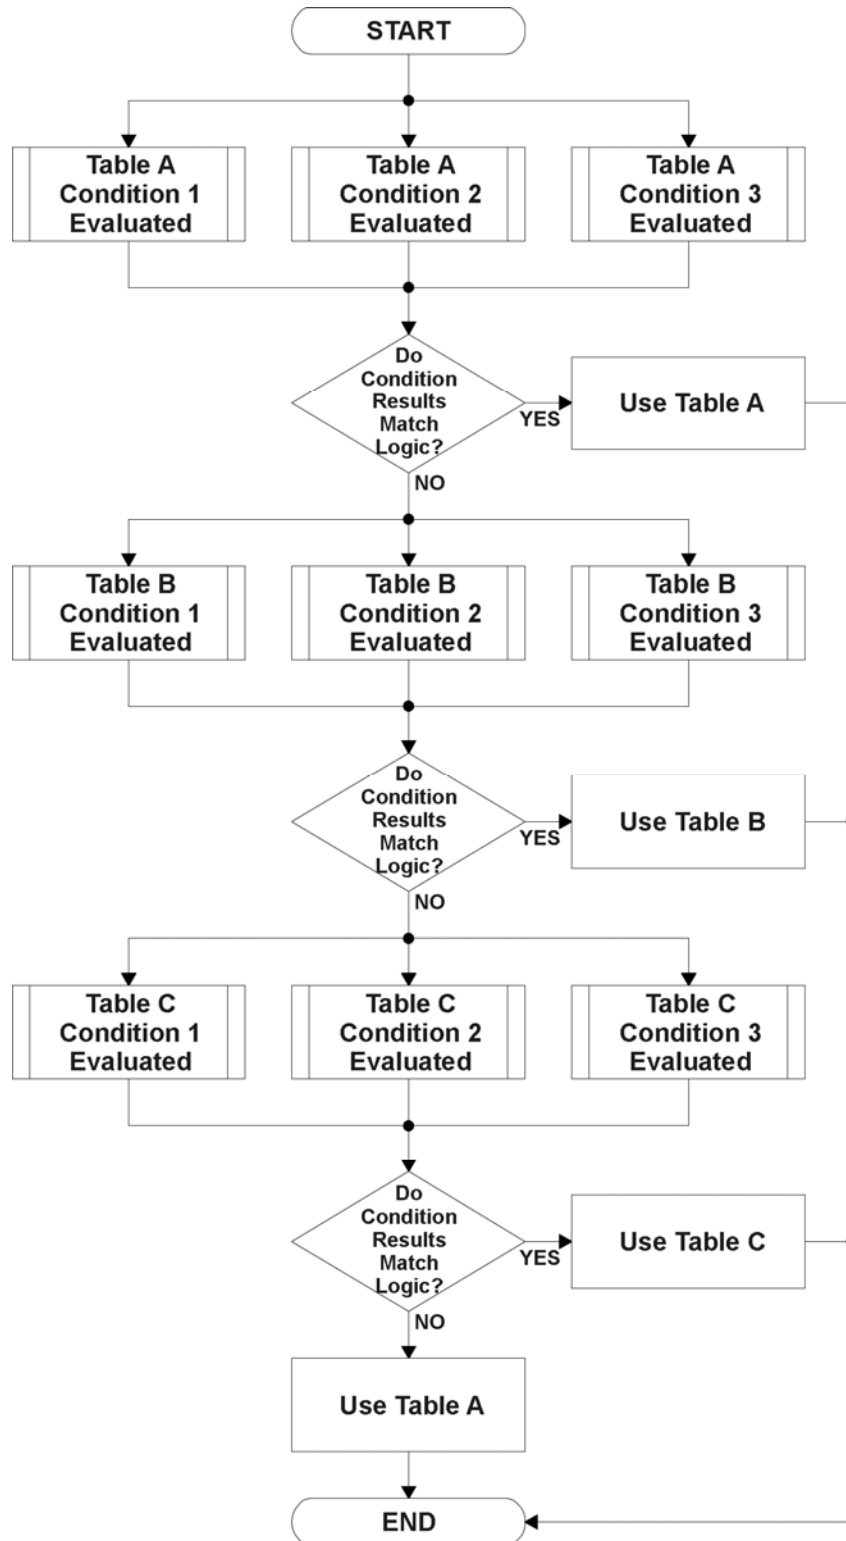 START
Table A
Condition 1
Evaluated
Table A
Condition 2
Evaluated
Table A
Condition 3
Evaluated
Do
Condition
Results
Match
Logic?
YES
Use Table A
NO
Table B
Condition 1
Evaluated
Table B
Condition 2
Evaluated
Table B
Condition 3
Evaluated
Do
Condition
Results
Match
Logic?
YES
Use Table B
NO
Table C
Condition 1
Evaluated
Table C
Condition 2
Evaluated
Table C
Condition 3
Evaluated
Do
Condition
Results
Match
Logic?
YES
Use Table C
NO
Use Table A
END